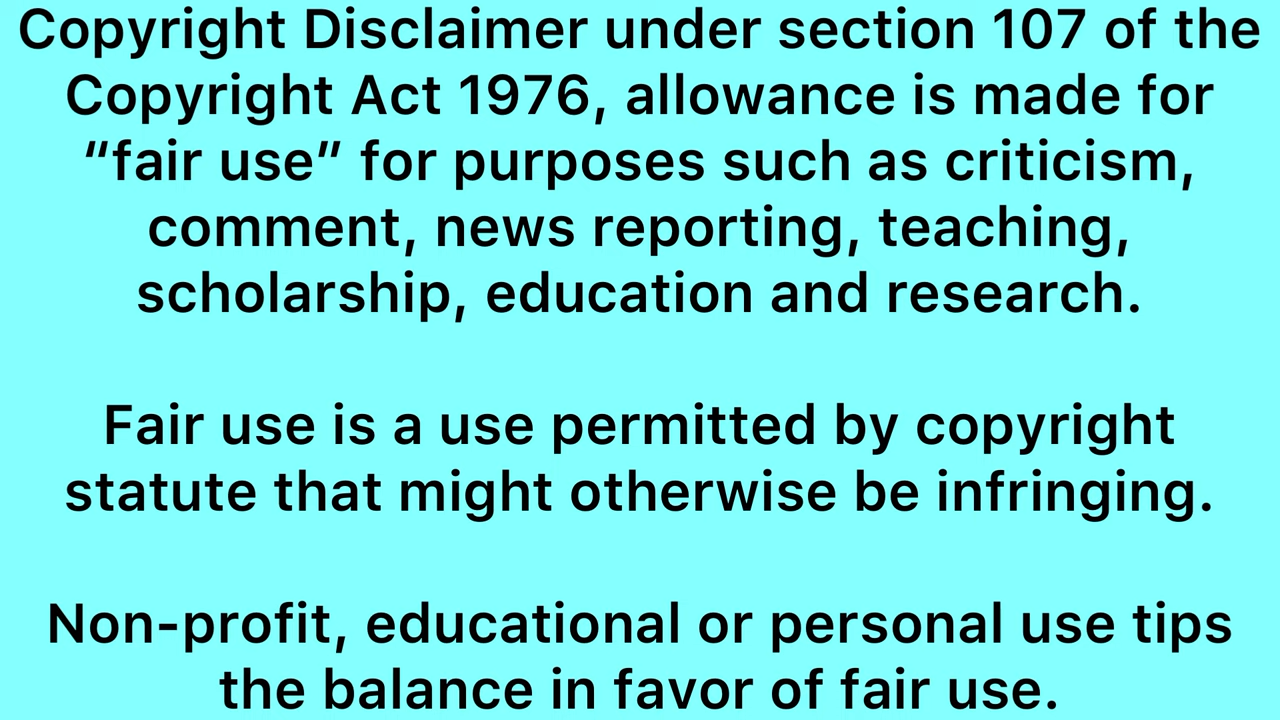 Copyright Disclaimer under section 107 of the
Copyright Act 1976, allowance is made for
“fair use” for purposes such as criticism,
comment, news reporting, teaching,
scholarship, education and research.
Fair use is a use permitted by copyright
statute that might otherwise be infringing.
Non-profit, educational or personal use tips
the balance in favor of fair use.